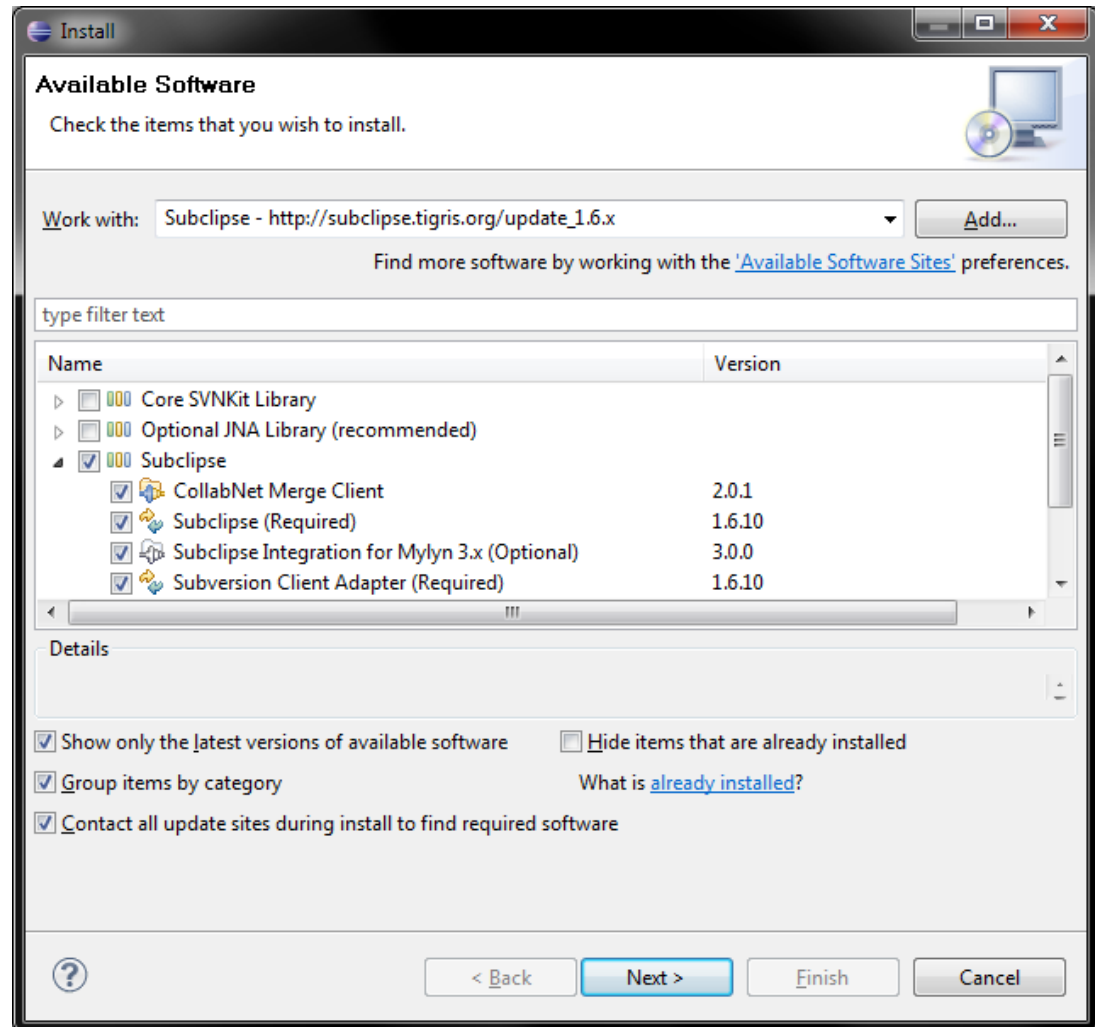 Install
Available Software
Check the items that you wish to install.
Work with: Subclipse - http://subclipse.tigris.org/update_1.6.x Add...
Find more software by working with the 'Available Software Sites' preferences.
type filter text
Name Version
Core SVNKit Library
Optional JNA Library (recommended)
Subclipse
CollabNet Merge Client 2.0.1
Subclipse (Required) 1.6.10
Subclipse Integration for Mylyn 3.x (Optional) 3.0.0
Subversion Client Adapter (Required) 1.6.10
Details
Show only the latest versions of available software Hide items that are already installed
Group items by category What is already installed?
Contact all update sites during install to find required software
< Back Next > Finish Cancel